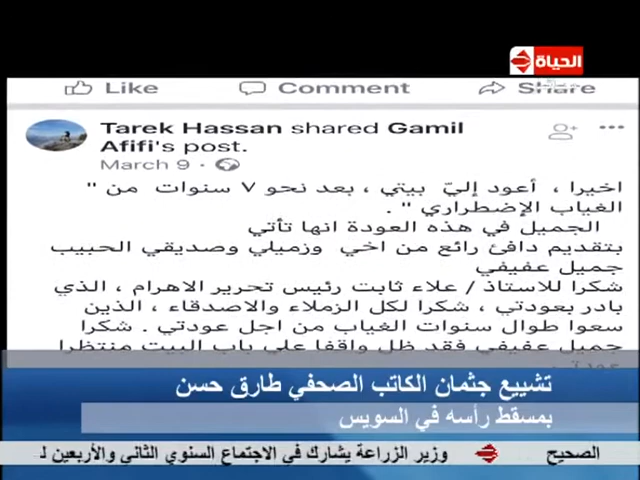 الحياة
Like Comment Share
Tarek Hassan shared Gamil
Afifi's post.
March 9 ·
اخيرا ، أعود إليّ بيتي ، بعد نحو ٧ سنوات من "
الغياب الإضطراري " .
الجميل في هذه العودة انها تأتي
بتقديم دافئ رائع من اخي وزميلي وصديقي الحبيب
جميل عفيفي
شكرا للاستاذ / علاء ثابت رئيس تحرير الاهرام ، الذي
بادر بعودتي ، شكرا لكل الزملاء والاصدقاء ، الذين
سعوا طوال سنوات الغياب من اجل عودتي . شكرا
جميل عفيفي فقد ظل واقفا على باب البيت منتظرا
تشييع جثمان الكاتب الصحفي طارق حسن
بمسقط رأسه في السويس
الصحيح وزير الزراعة يشارك في الاجتماع السنوي الثاني والأربعين لـ